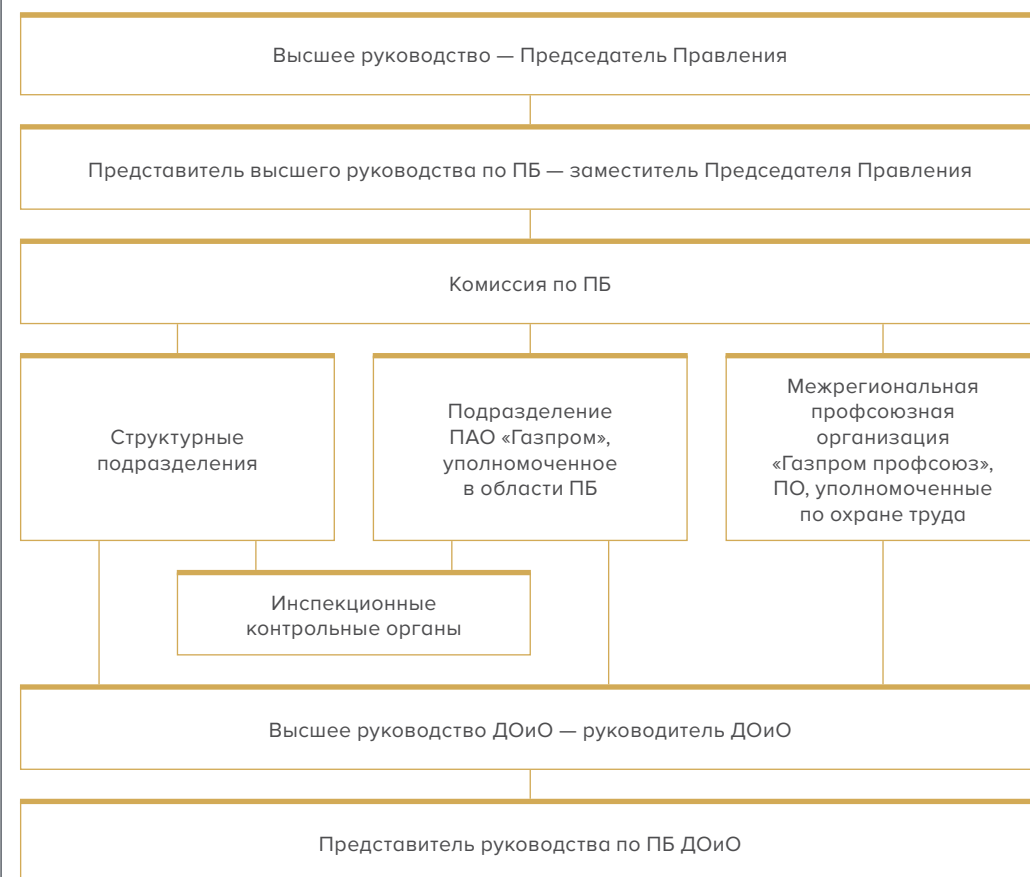 Высшее руководство — Председатель Правления
Представитель высшего руководства по ПБ — заместитель Председателя Правления
Комиссия по ПБ
Структурные
подразделения
Подразделение
ПАО «Газпром»,
уполномоченное
в области ПБ
Межрегиональная
профсоюзная
организация
«Газпром профсоюз»,
ПО, уполномоченные
по охране труда
Инспекционные
контрольные органы
Высшее руководство ДОиО — руководитель ДОиО
Представитель руководства по ПБ ДОиО